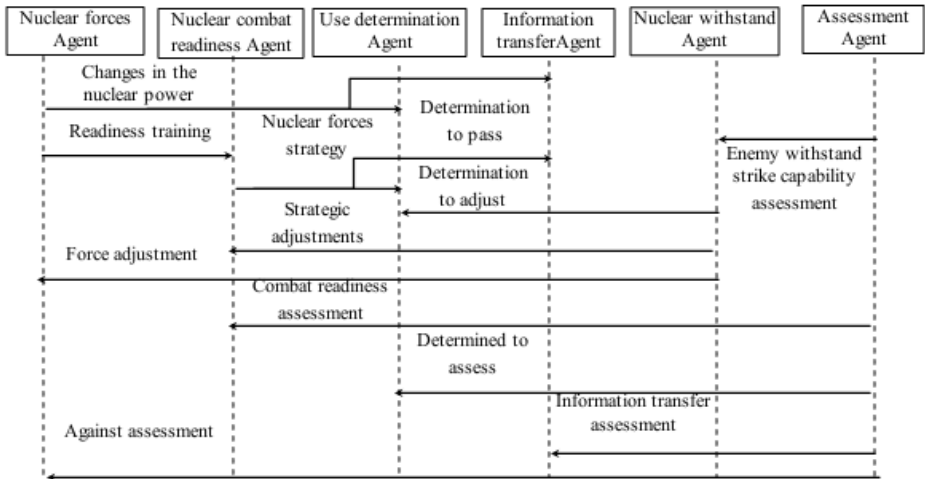 Nuclear forces
Agent
Nuclear combat
readiness Agent
Use determination
Agent
Information
transferAgent
Nuclear withstand
Agent
Assessment
Agent
Changes in the
nuclear power
Readiness training
Nuclear forces
strategy
Determination
to pass
Enemy withstand
strike capability
assessment
Determination
to adjust
Strategic
adjustments
Force adjustment
Combat readiness
assessment
Determined to
assess
Information transfer
assessment
Against assessment